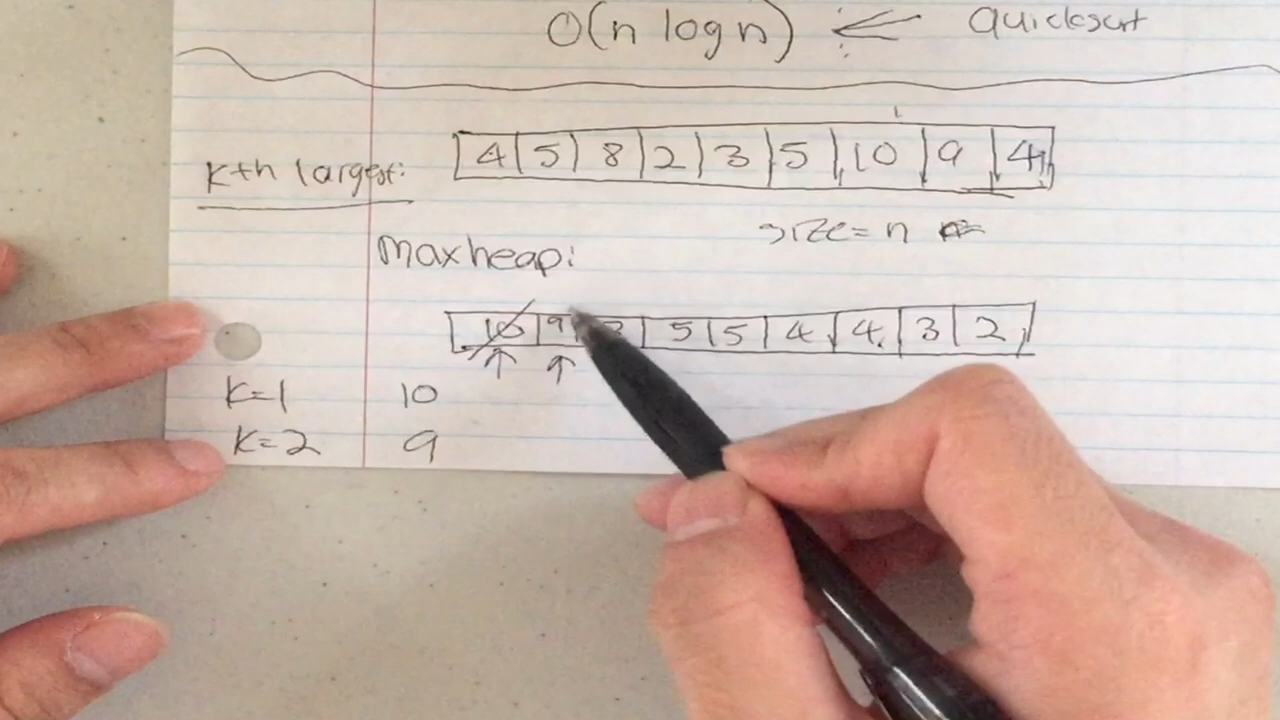 O(n log n) ← Quicksort
4 5 8 2 3 5 10 9 4
Kth largest:
size = n
Maxheap:
10 9 5 5 4 4 3 2
K=1 10
K=2 9